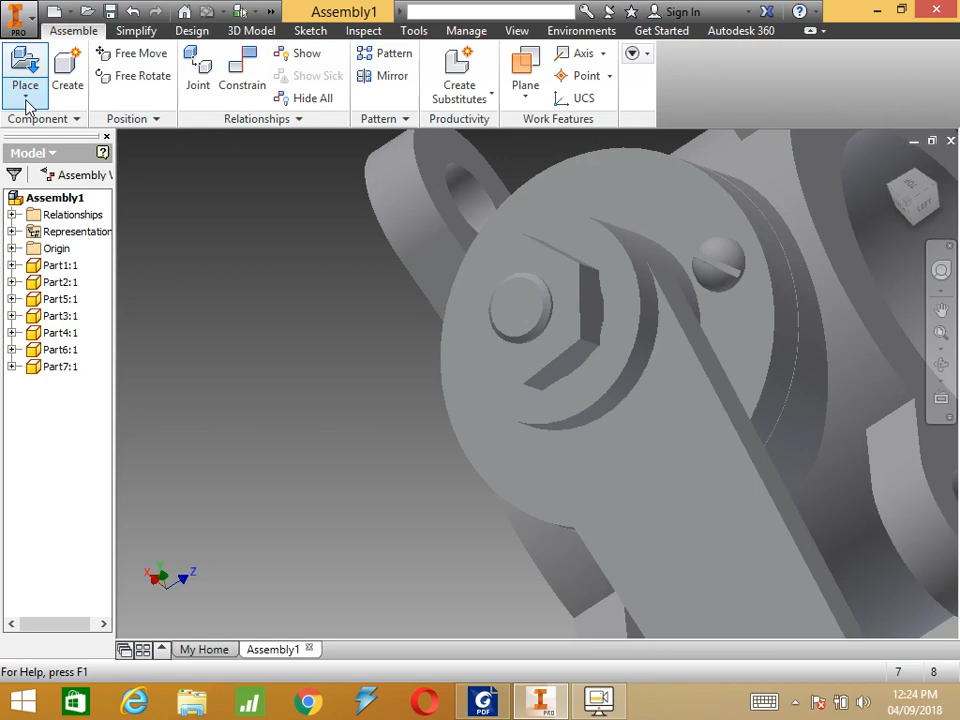 PRO
Assembly1
Sign In
Assemble
Simplify
Design
3D Model
Sketch
Inspect
Tools
Manage
View
Environments
Get Started
Autodesk 360
Place
Create
Free Move
Free Rotate
Joint
Constrain
Show
Show Sick
Hide All
Pattern
Mirror
Create
Substitutes
Plane
Axis
Point
UCS
Component
Position
Relationships
Pattern
Productivity
Work Features
Model
Assembly V
Assembly1
Relationships
Representation
Origin
Part1:1
Part2:1
Part5:1
Part3:1
Part4:1
Part6:1
Part7:1
LEFT
X
Y
Z
My Home
Assembly1
For Help, press F1
7
8
PDF
PRO
12:24 PM
04/09/2018